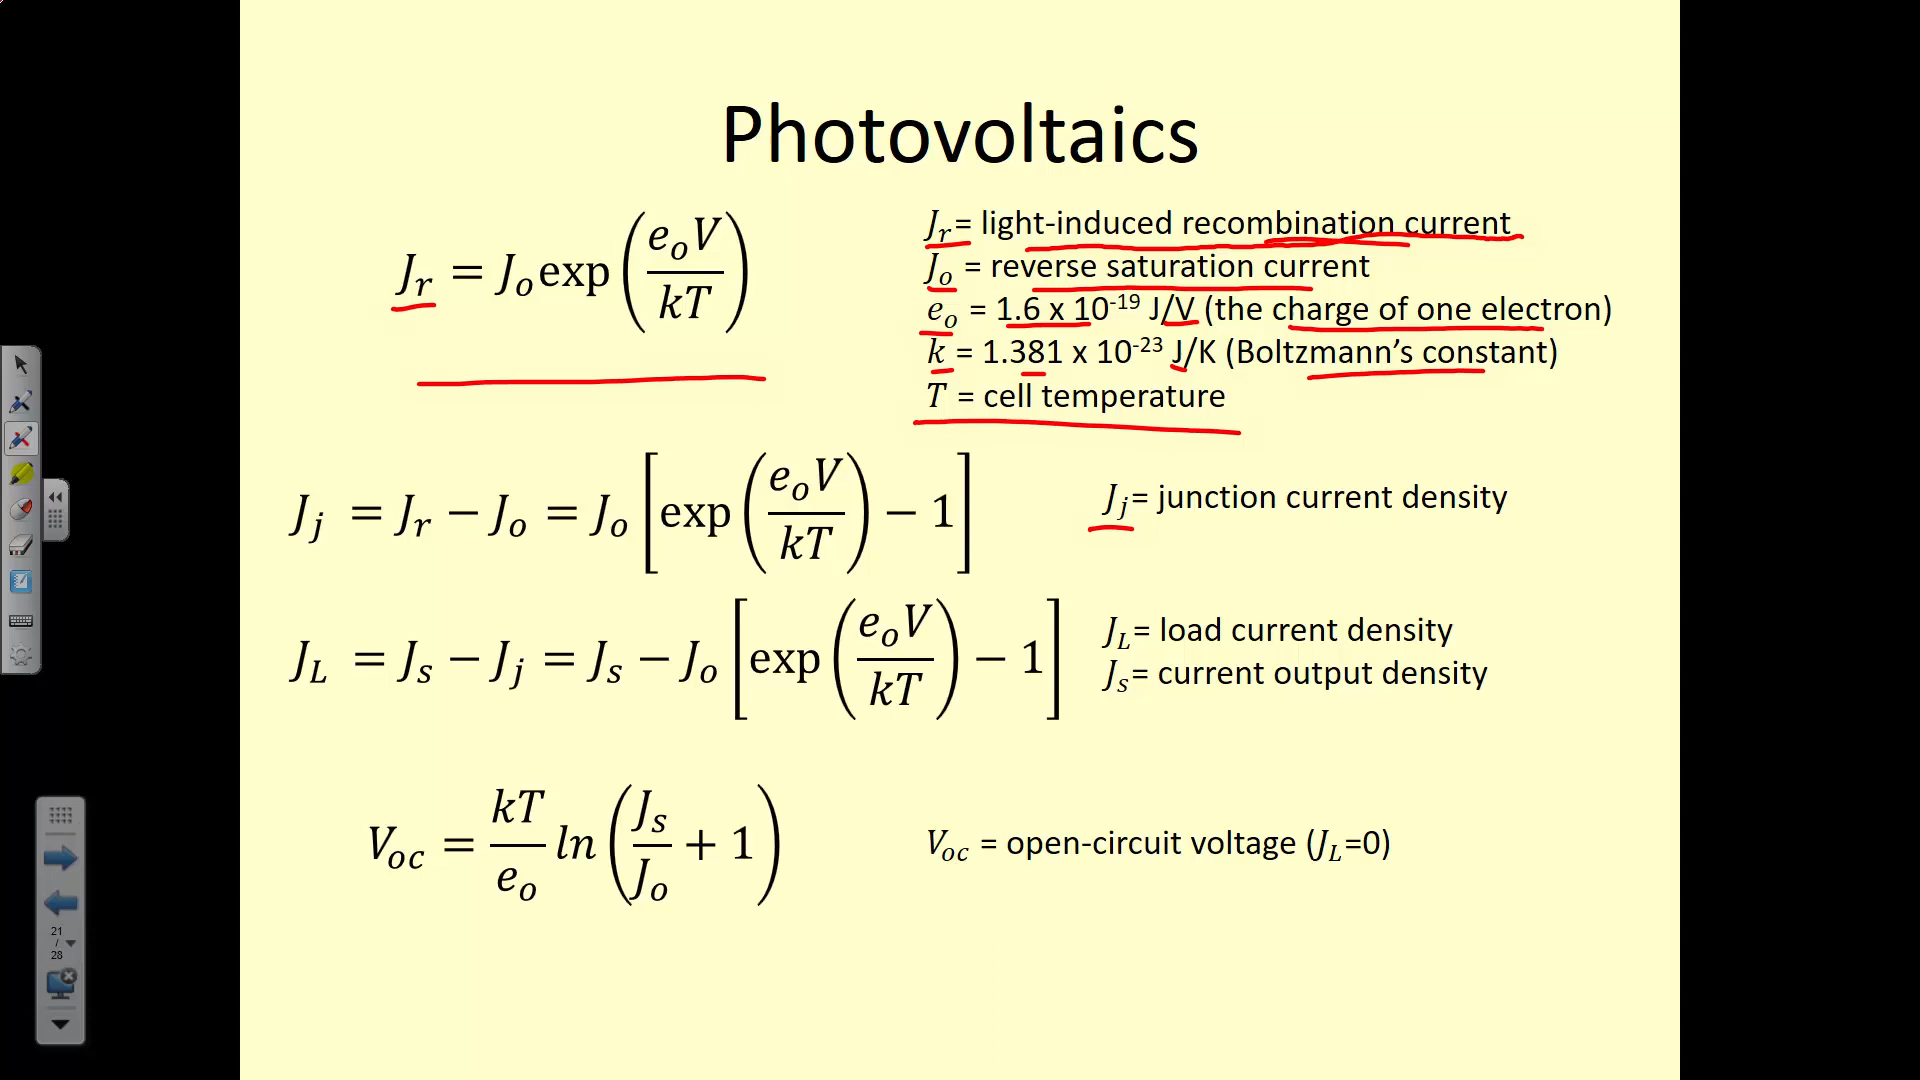 Photovoltaics
J_r = J_o exp(e_oV/kT)
J_r= light-induced recombination current
J_o = reverse saturation current
e_o = 1.6 x 10^-19 J/V (the charge of one electron)
k = 1.381 x 10^-23 J/K (Boltzmann’s constant)
T = cell temperature
J_j = J_r − J_o = J_o [exp(e_oV/kT) − 1]
J_j= junction current density
J_L = J_s − J_j = J_s − J_o [exp(e_oV/kT) − 1]
J_L= load current density
J_s= current output density
V_oc = kT/e_o ln(J_s/J_o + 1)
V_oc = open-circuit voltage (J_L=0)
21
/
28